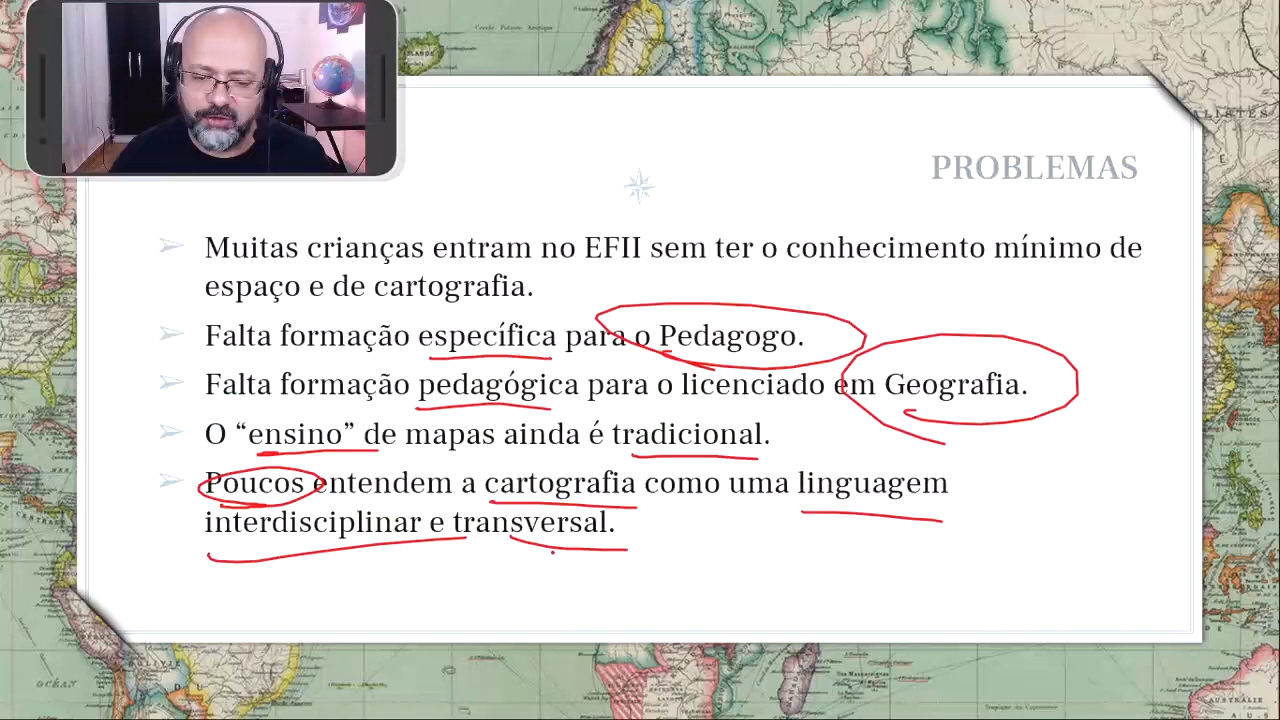 PROBLEMAS
Muitas crianças entram no EFII sem ter o conhecimento mínimo de
espaço e de cartografia.
Falta formação específica para o Pedagogo.
Falta formação pedagógica para o licenciado em Geografia.
O “ensino” de mapas ainda é tradicional.
Poucos entendem a cartografia como uma linguagem
interdisciplinar e transversal.
OCÉAN